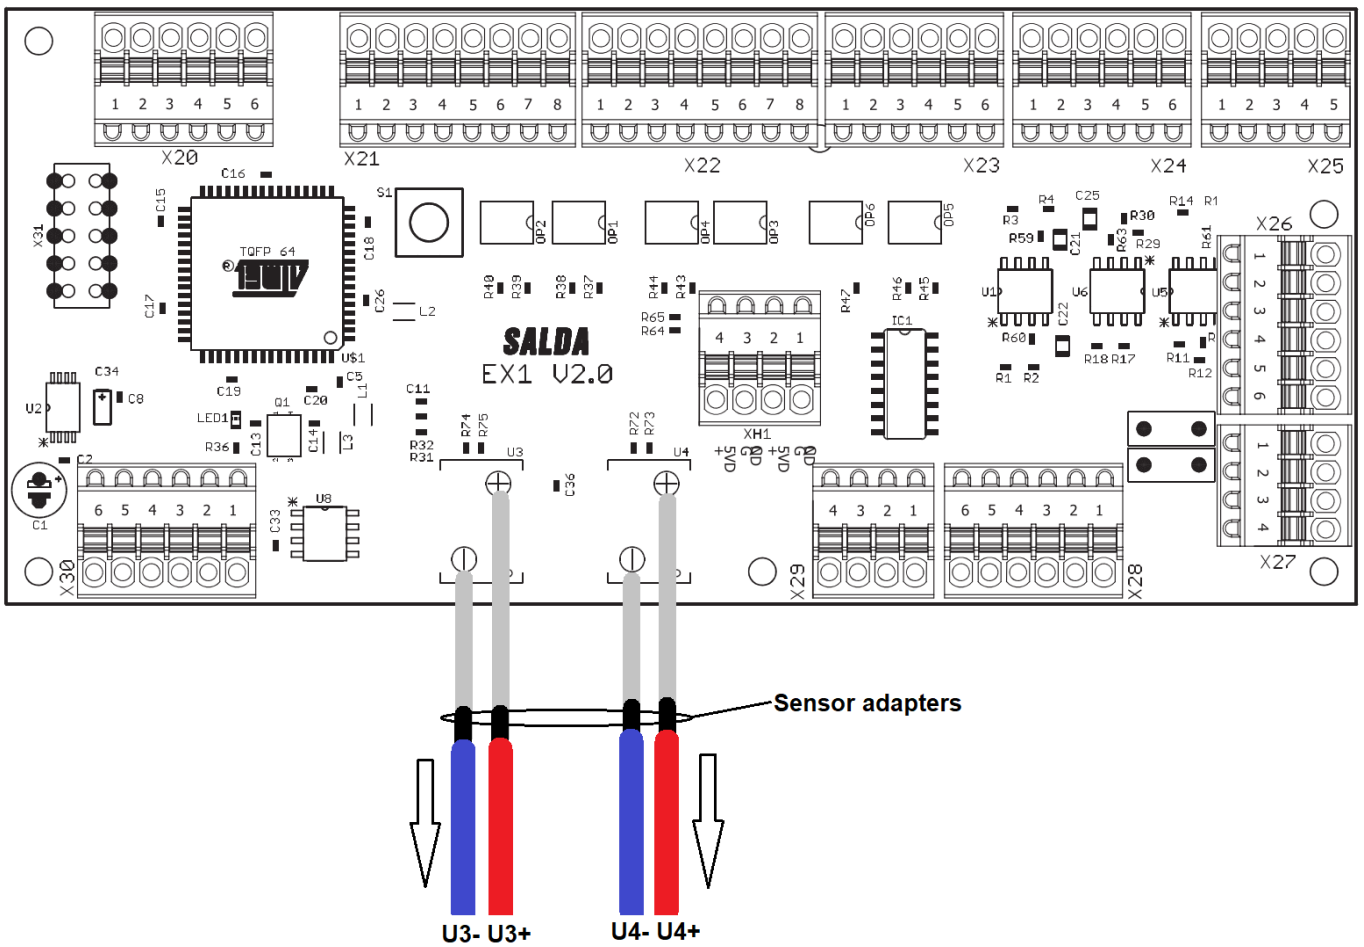 1 2 3 4 5 6
1 2 3 4 5 6 7 8
1 2 3 4 5 6 7 8
1 2 3 4 5 6
1 2 3 4 5 6
1 2 3 4 5
X20
X21
X22
X23
X24
X25
X31
C15
C16
TQFP 64
®
C17
C18
C26
L2
U$1
S1
OP2
OP1
OP4
OP3
OP6
OP5
R40
R39
R38
R37
R44
R43
R47
R46
R45
R65
R64
R3
R4
C25
R30
R14
R1
R59
C21
R63
R29
R61
U1
U6
U5
R60
C22
R18
R17
R11
R12
R1
R2
X26
1
2
3
4
5
6
SALDA
EX1 V2.0
4 3 2 1
XH1
+
5VD
G
0D
+
5VD
G
0D
IC1
U2
C34
+
C8
C19
C5
C20
L1
LED1
Q1
R36
C13
C14
L3
C11
R32
R31
R74
R75
U3
R72
R73
U4
C36
C2
+
C1
6 5 4 3 2 1
X30
C33
U8
4 3 2 1
X29
6 5 4 3 2 1
X28
1
2
3
4
X27
Sensor adapters
U3- U3+
U4- U4+